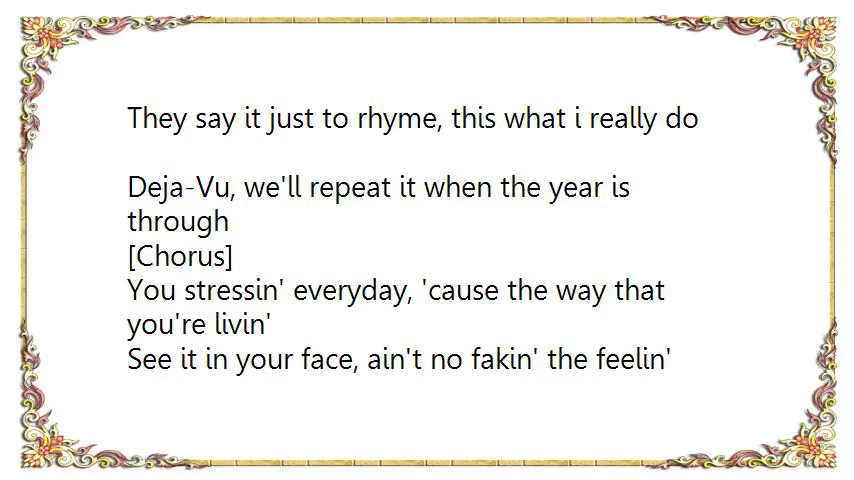 They say it just to rhyme, this what i really do
Deja-Vu, we'll repeat it when the year is
through
[Chorus]
You stressin' everyday, 'cause the way that
you're livin'
See it in your face, ain't no fakin' the feelin'